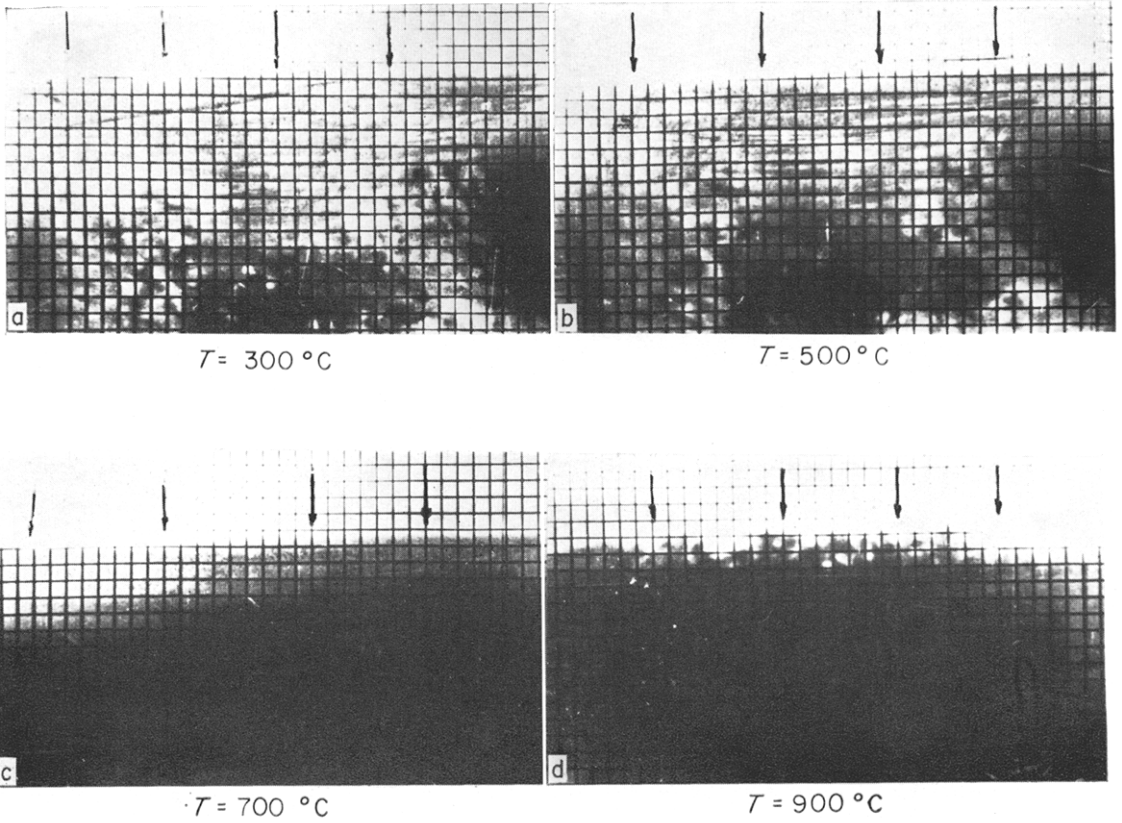 a
b
T = 300 °C
T = 500 °C
c
d
T = 700 °C
T = 900 °C